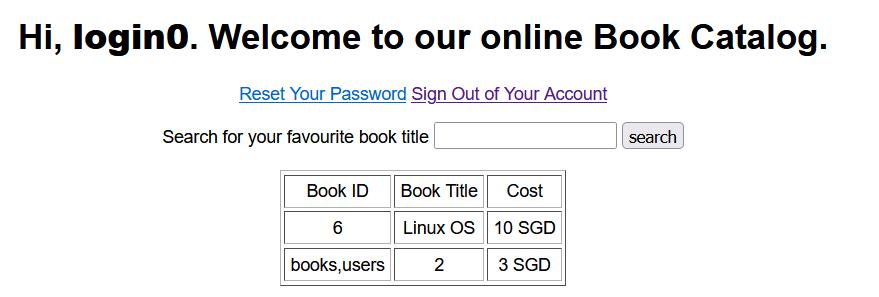 Hi, login0. Welcome to our online Book Catalog.
Reset Your Password Sign Out of Your Account
Search for your favourite book title search
Book ID Book Title Cost
6 Linux OS 10 SGD
books,users 2 3 SGD